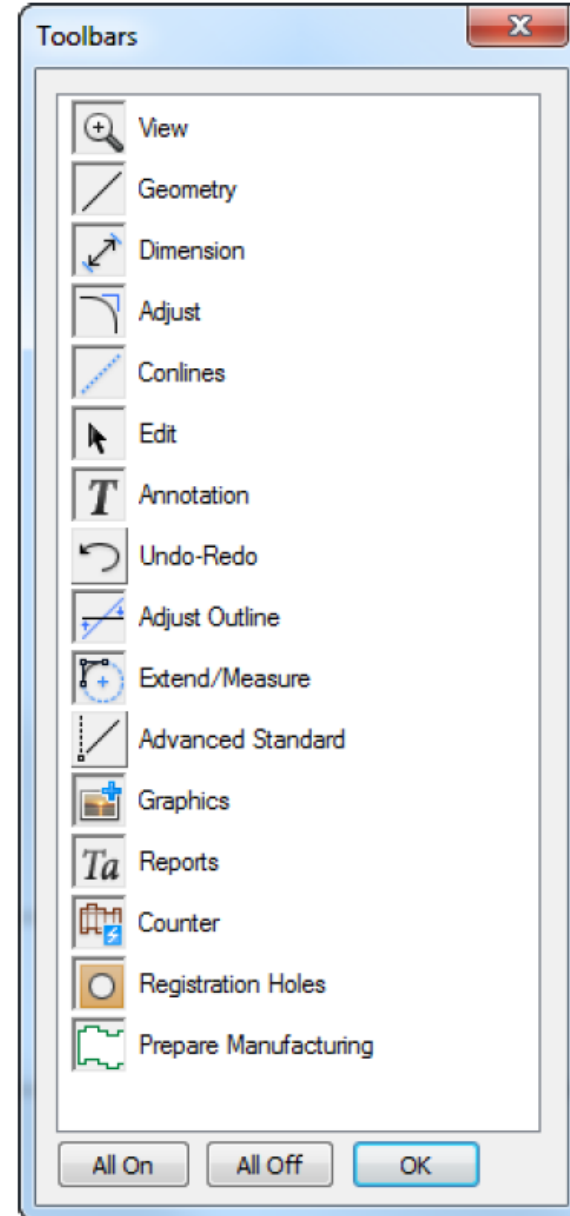 Toolbars
View
Geometry
Dimension
Adjust
Conlines
Edit
T Annotation
Undo-Redo
Adjust Outline
Extend/Measure
Advanced Standard
Graphics
Ta Reports
Counter
Registration Holes
Prepare Manufacturing
All On All Off OK